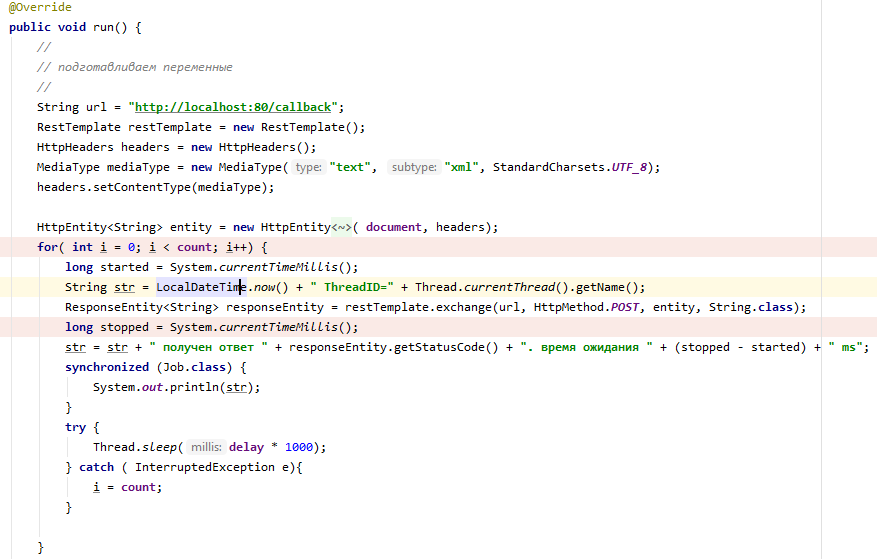 @Override
public void run() {
//
// подготавливаем переменные
//
String url = "http://localhost:80/callback";
RestTemplate restTemplate = new RestTemplate();
HttpHeaders headers = new HttpHeaders();
MediaType mediaType = new MediaType( type: "text", subtype: "xml", StandardCharsets.UTF_8);
headers.setContentType(mediaType);
HttpEntity<String> entity = new HttpEntity<~>( document, headers);
for( int i = 0; i < count; i++) {
long started = System.currentTimeMillis();
String str = LocalDateTime.now() + " ThreadID=" + Thread.currentThread().getName();
ResponseEntity<String> responseEntity = restTemplate.exchange(url, HttpMethod.POST, entity, String.class);
long stopped = System.currentTimeMillis();
str = str + " получен ответ " + responseEntity.getStatusCode() + ". время ожидания " + (stopped - started) + " ms";
synchronized (Job.class) {
System.out.println(str);
}
try {
Thread.sleep( millis: delay * 1000);
} catch ( InterruptedException e){
i = count;
}
}